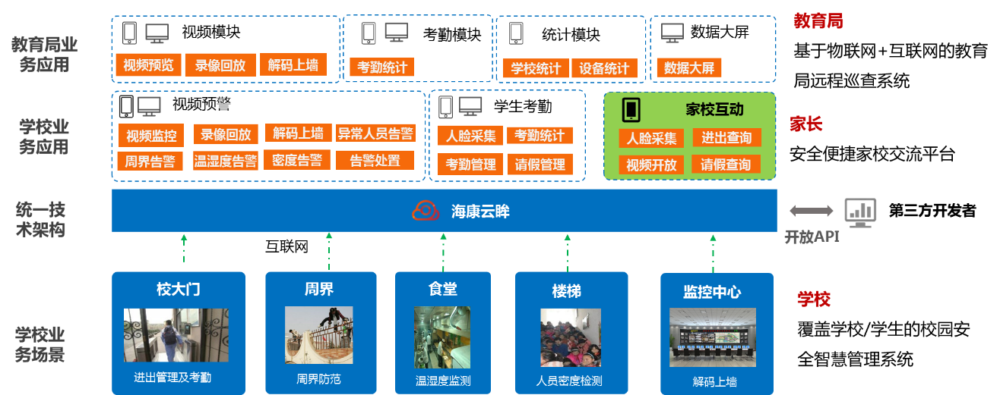 教育局业
务应用
视频模块
视频预览
录像回放
解码上墙
考勤模块
考勤统计
统计模块
学校统计
设备统计
数据大屏
数据大屏
教育局
基于物联网+互联网的教育
局远程巡查系统
学校业
务应用
视频预警
视频监控
录像回放
解码上墙
异常人员告警
周界告警
温湿度告警
密度告警
告警处置
学生考勤
人脸采集
考勤统计
考勤管理
请假管理
家校互动
人脸采集
进出查询
视频开放
请假查询
家长
安全便捷家校交流平台
统一技
术架构
海康云眸
开放API
第三方开发者
互联网
学校业
务场景
校大门
进出管理及考勤
周界
周界防范
食堂
温湿度监测
楼梯
人员密度检测
监控中心
解码上墙
学校
覆盖学校/学生的校园安
全智慧管理系统